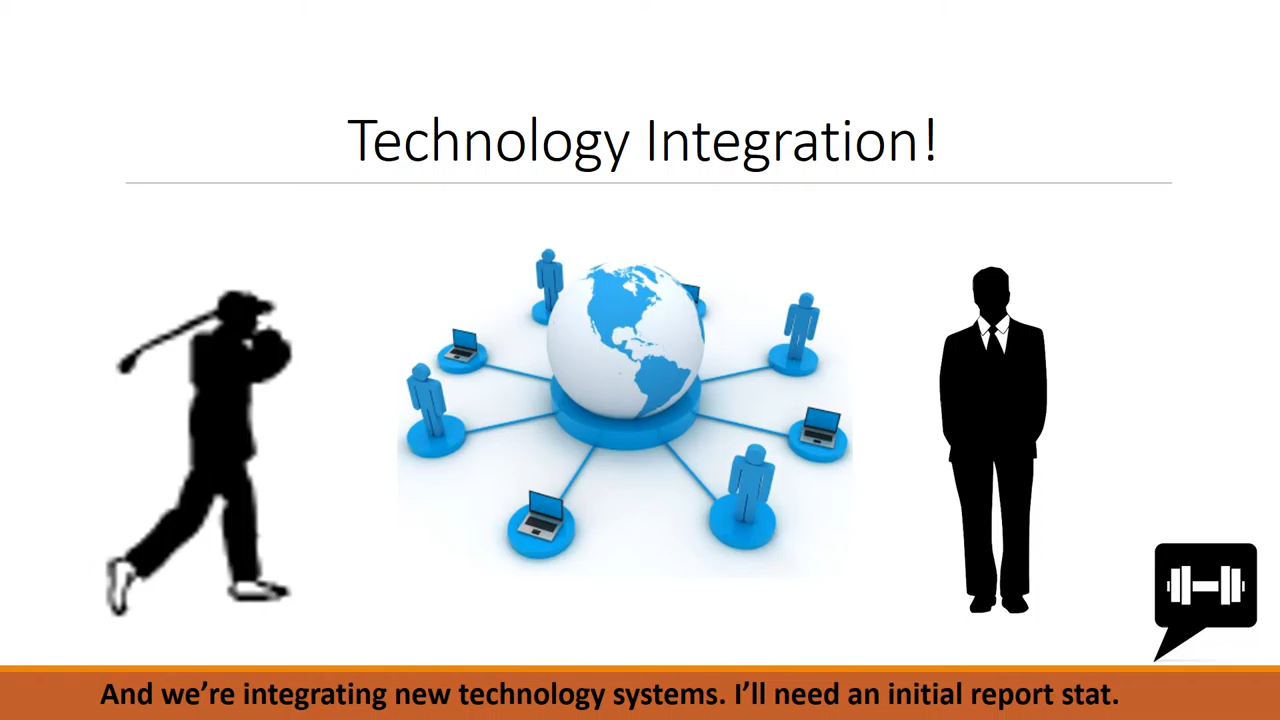 Technology Integration!
And we’re integrating new technology systems. I’ll need an initial report stat.